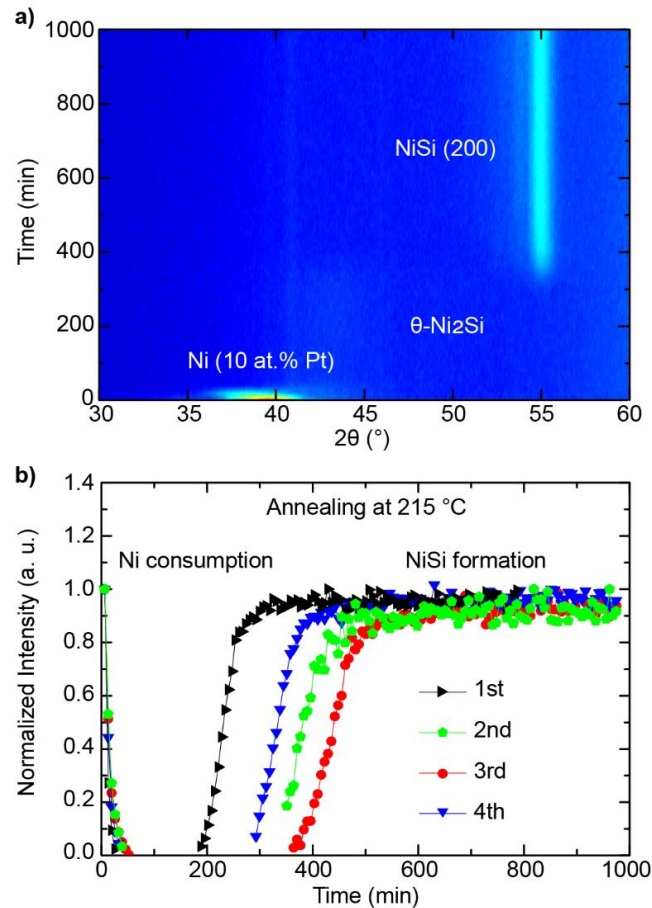 a)
1000
800
600
400
200
0
Time (min)
NiSi (200)
θ-Ni2Si
Ni (10 at.% Pt)
30 35 40 45 50 55 60
2θ (°)
b)
1.4
1.2
1.0
0.8
0.6
0.4
0.2
0.0
Normalized Intensity (a. u.)
Annealing at 215 °C
Ni consumption NiSi formation
1st
2nd
3rd
4th
0 200 400 600 800 1000
Time (min)